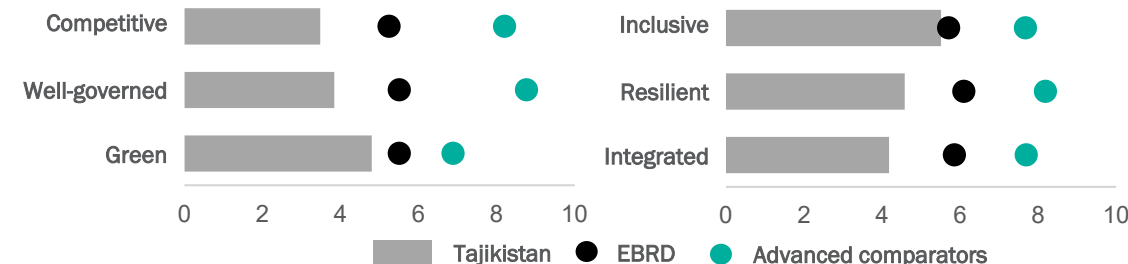 Competitive
Well-governed
Green
0 2 4 6 8 10
Inclusive
Resilient
Integrated
0 2 4 6 8 10
Tajikistan EBRD Advanced comparators